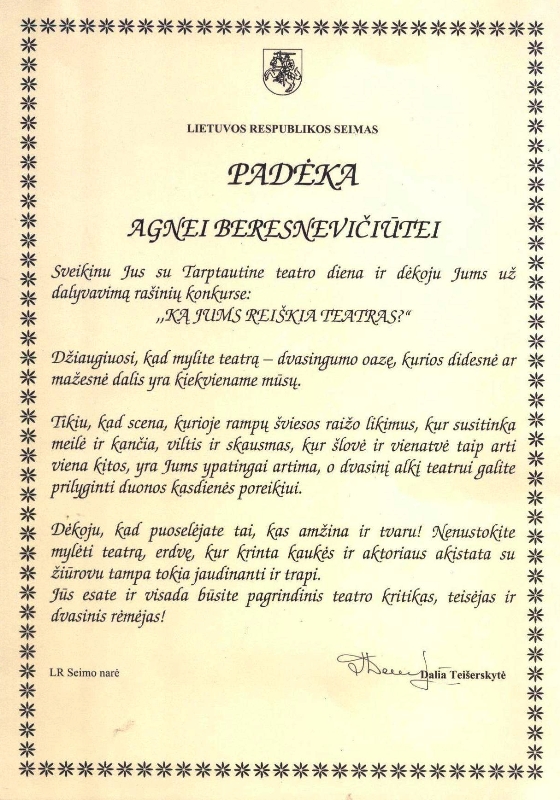 LIETUVOS RESPUBLIKOS SEIMAS
PADĖKA
AGNEI BERESNEVIČIŪTEI
Sveikinu Jus su Tarptautine teatro diena ir dėkoju Jums už
dalyvavimą rašinių konkurse:
„KĄ JUMS REIŠKIA TEATRAS?“
Džiaugiuosi, kad mylite teatrą – dvasingumo oazę, kurios didesnė ar
mažesnė dalis yra kiekviename mūsų.
Tikiu, kad scena, kurioje rampų šviesos raižo likimus, kur susitinka
meilė ir kančia, viltis ir skausmas, kur šlovė ir vienatvė taip arti
viena kitos, yra Jums ypatingai artima, o dvasinį alkį teatrui galite
prilyginti duonos kasdienės poreikiui.
Dėkoju, kad puoselėjate tai, kas amžina ir tvaru! Nenustokite
mylėti teatrą, erdvę, kur krinta kaukės ir aktoriaus akistata su
žiūrovu tampa tokia jaudinanti ir trapi.
Jūs esate ir visada būsite pagrindinis teatro kritikas, teisėjas ir
dvasinis rėmėjas!
LR Seimo narė Dalia Teišerskytė